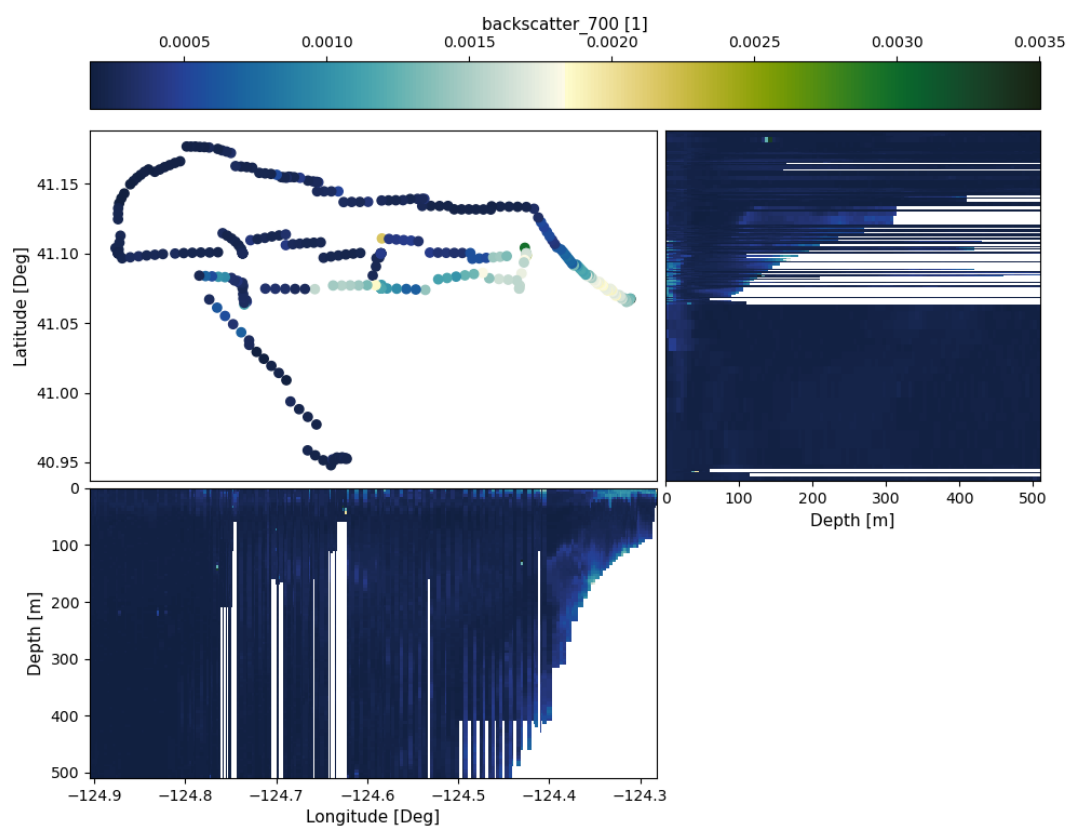 backscatter_700 [1]
0.0005 0.0010 0.0015 0.0020 0.0025 0.0030 0.0035
41.15
41.10
41.05
41.00
40.95
Latitude [Deg]
0 100 200 300 400 500
Depth [m]
0
100
200
300
400
500
Depth [m]
−124.9 −124.8 −124.7 −124.6 −124.5 −124.4 −124.3
Longitude [Deg]